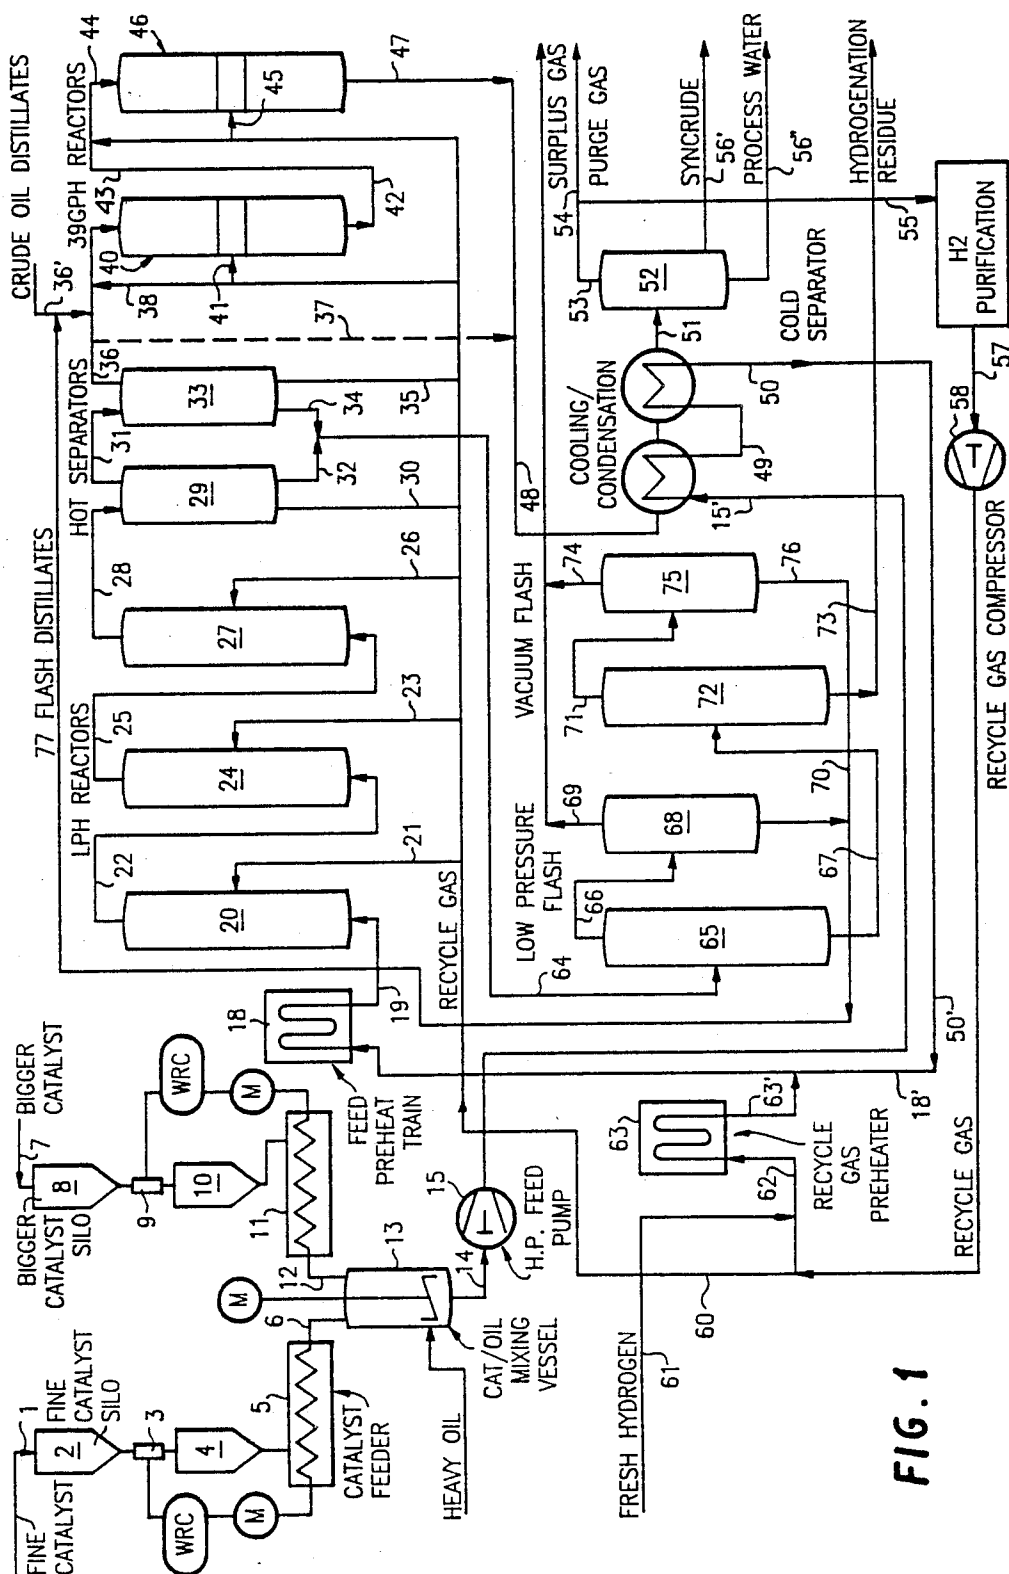 FIG. 1
FINE CATALYST
1
FINE CATALYST SILO
2
3
4
WRC
M
5
CATALYST FEEDER
6
BIGGER CATALYST
7
BIGGER CATALYST SILO
8
9
10
WRC
M
11
12
M
13
CAT/OIL MIXING VESSEL
HEAVY OIL
14
15
H.P. FEED PUMP
18
FEED PREHEAT TRAIN
19
77 FLASH DISTILLATES
LPH REACTORS
20
21
22
23
24
25
26
27
28
HOT SEPARATORS
29
30
31
32
33
34
35
36
CRUDE OIL DISTILLATES
36'
37
38
39
GPH REACTORS
40
41
42
43
44
45
46
47
RECYCLE GAS
48
COOLING/
CONDENSATION
15'
49
50
51
52
COLD SEPARATOR
53
54
SURPLUS GAS
PURGE GAS
SYNCRUDE
56'
PROCESS WATER
56"
HYDROGENATION RESIDUE
55
H2 PURIFICATION
57
58
RECYCLE GAS COMPRESSOR
LOW PRESSURE FLASH
64
65
66
67
68
69
70
VACUUM FLASH
71
72
73
74
75
76
50'
18'
63
63'
62
RECYCLE GAS PREHEATER
RECYCLE GAS
FRESH HYDROGEN
61
60